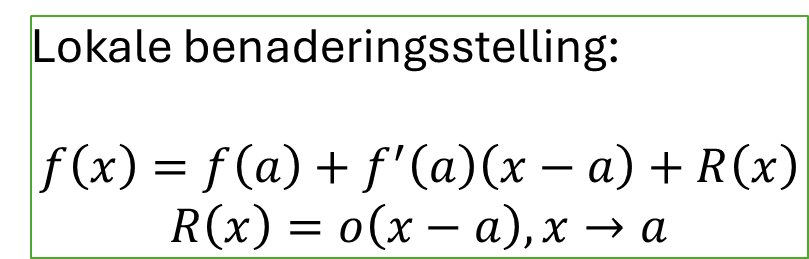 Lokale benaderingsstelling:
f(x) = f(a) + f′(a)(x − a) + R(x)
R(x) = o(x − a), x → a